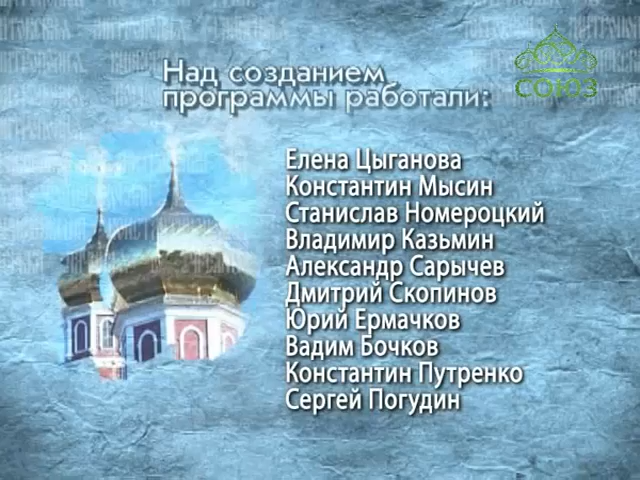 Над созданием
программы работали:
СОЮЗ
Елена Цыганова
Константин Мысин
Станислав Номероцкий
Владимир Казьмин
Александр Сарычев
Дмитрий Скопинов
Юрий Ермачков
Вадим Бочков
Константин Путренко
Сергей Погудин